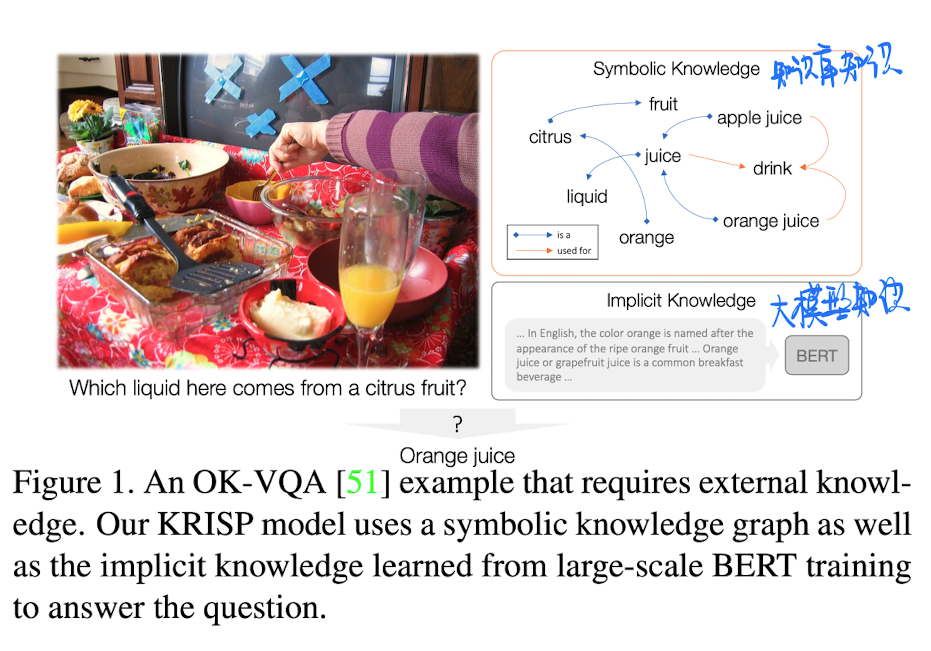 Symbolic Knowledge 知识库知识
fruit
apple juice
citrus
juice
drink
liquid
orange juice
orange
is a
used for
Implicit Knowledge 大模型知识
... In English, the color orange is named after the
appearance of the ripe orange fruit ... Orange
juice or grapefruit juice is a common breakfast
beverage ...
BERT
Which liquid here comes from a citrus fruit?
?
Orange juice
Figure 1. An OK-VQA [51] example that requires external knowl-
edge. Our KRISP model uses a symbolic knowledge graph as well
as the implicit knowledge learned from large-scale BERT training
to answer the question.